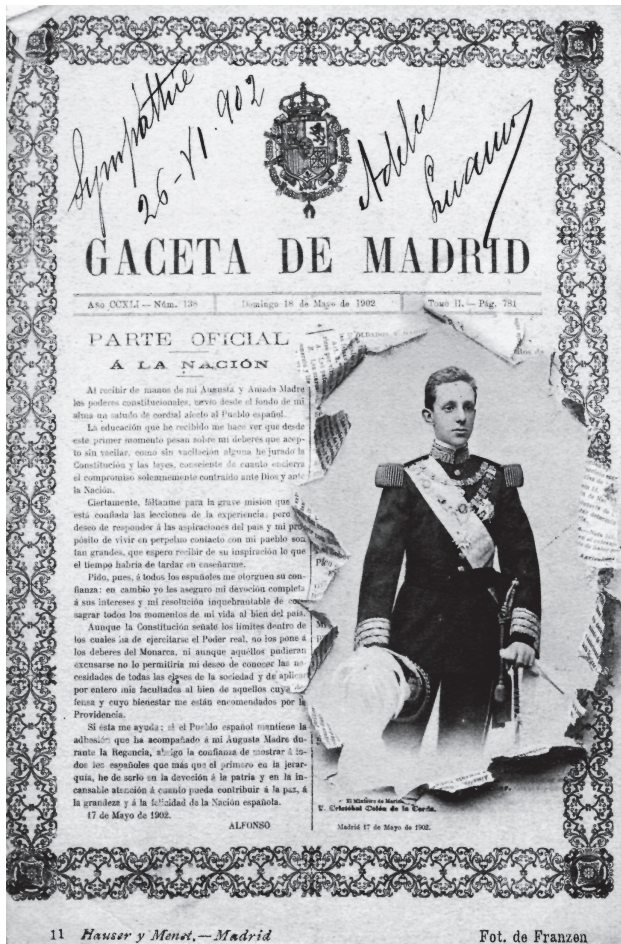 Sympathie
26-VI.902
Adelce
GACETA DE MADRID
Año CCXLI.—Núm. 138
Domingo 18 de Mayo de 1902
Tomo II.—Pág. 781
PARTE OFICIAL
Á LA NACIÓN
Al recibir de manos de mi Augusta y Amada Madre
los poderes constitucionales, envío desde el fondo de mi
alma un saludo de cordial afecto al Pueblo español.
La educación que he recibido me hace ver que desde
este primer momento pesan sobre mí deberes que acep-
to sin vacilar, como sin vacilación alguna he jurado la
Constitución y las leyes, consciente de cuanto encierra
el compromiso solemnemente contraído ante Dios y ante
la Nación.
Ciertamente, fáltanme para la grave misión que
está confiada las lecciones de la experiencia; pero
deseo de responder á las aspiraciones del país y mi pro
pósito de vivir en perpetuo contacto con mi pueblo son
tan grandes, que espero recibir de su inspiración lo que
el tiempo habría de tardar en enseñarme.
Pido, pues, á todos los españoles me otorguen su con-
fianza: en cambio yo les aseguro mi devoción completa
á sus intereses y mi resolución inquebrantable de con-
sagrar todos los momentos de mi vida al bien del país.
Aunque la Constitución señale los límites dentro de
los cuales ha de ejercitarse el Poder real, no los pone á
los deberes del Monarca, ni aunque aquéllos pudieran
excusarse no lo permitiría mi deseo de conocer las ne-
cesidades de todas las clases de la sociedad y de aplicar
por entero mis facultades al bien de aquellos cuya de
fensa y cuyo bienestar me están encomendados por la
Providencia.
Si ésta me ayuda; si el Pueblo español mantiene la
adhesión que ha acompañado á mi Augusta Madre du-
rante la Regencia, abrigo la confianza de mostrar á to-
dos los españoles que más que el primero en la jerar-
quía, he de serlo en la devoción á la patria y en la in-
cansable atención á cuanto pueda contribuir á la paz, á
la grandeza y á la felicidad de la Nación española.
17 de Mayo de 1902.
ALFONSO
El Ministro de Marina,
Cristóbal Colón de la Cerda.
Madrid 17 de Mayo de 1902.
11 Hauser y Menet.—Madrid
Fot. de Franzen